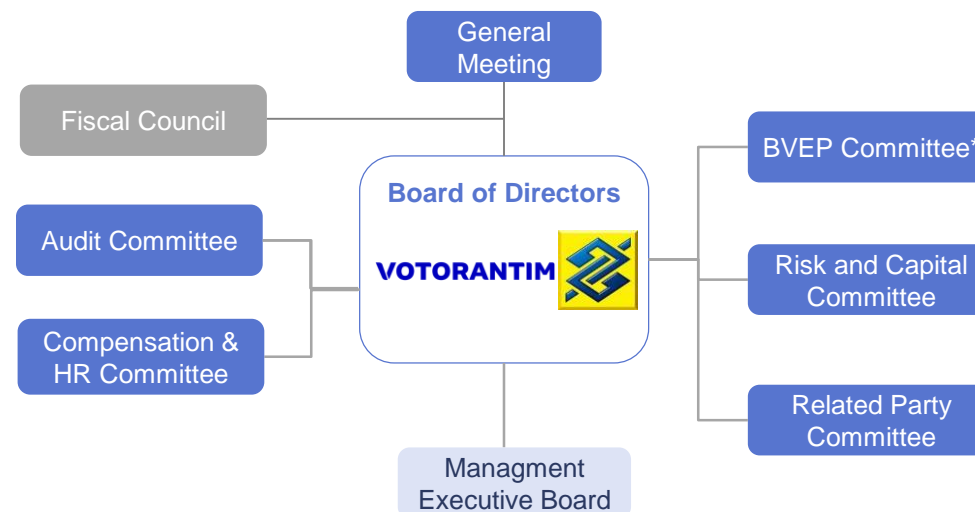 General
Meeting
Fiscal Council
BVEP Committee*
Board of Directors
Audit Committee
VOTORANTIM
Risk and Capital
Committee
Compensation &
HR Committee
Related Party
Committee
Managment
Executive Board